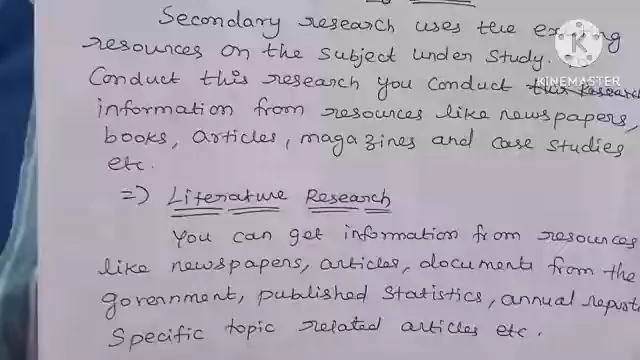 Secondary research uses the existing
resources on the subject under study.
Conduct this research you conduct this research
information from resources like newspapers,
books, articles, magazines and case studies
etc.
=) Literature Research
You can get information from resources
like newspapers, articles, documents from the
government, published statistics, annual report
specific topic related articles etc.
K
KINEMASTER